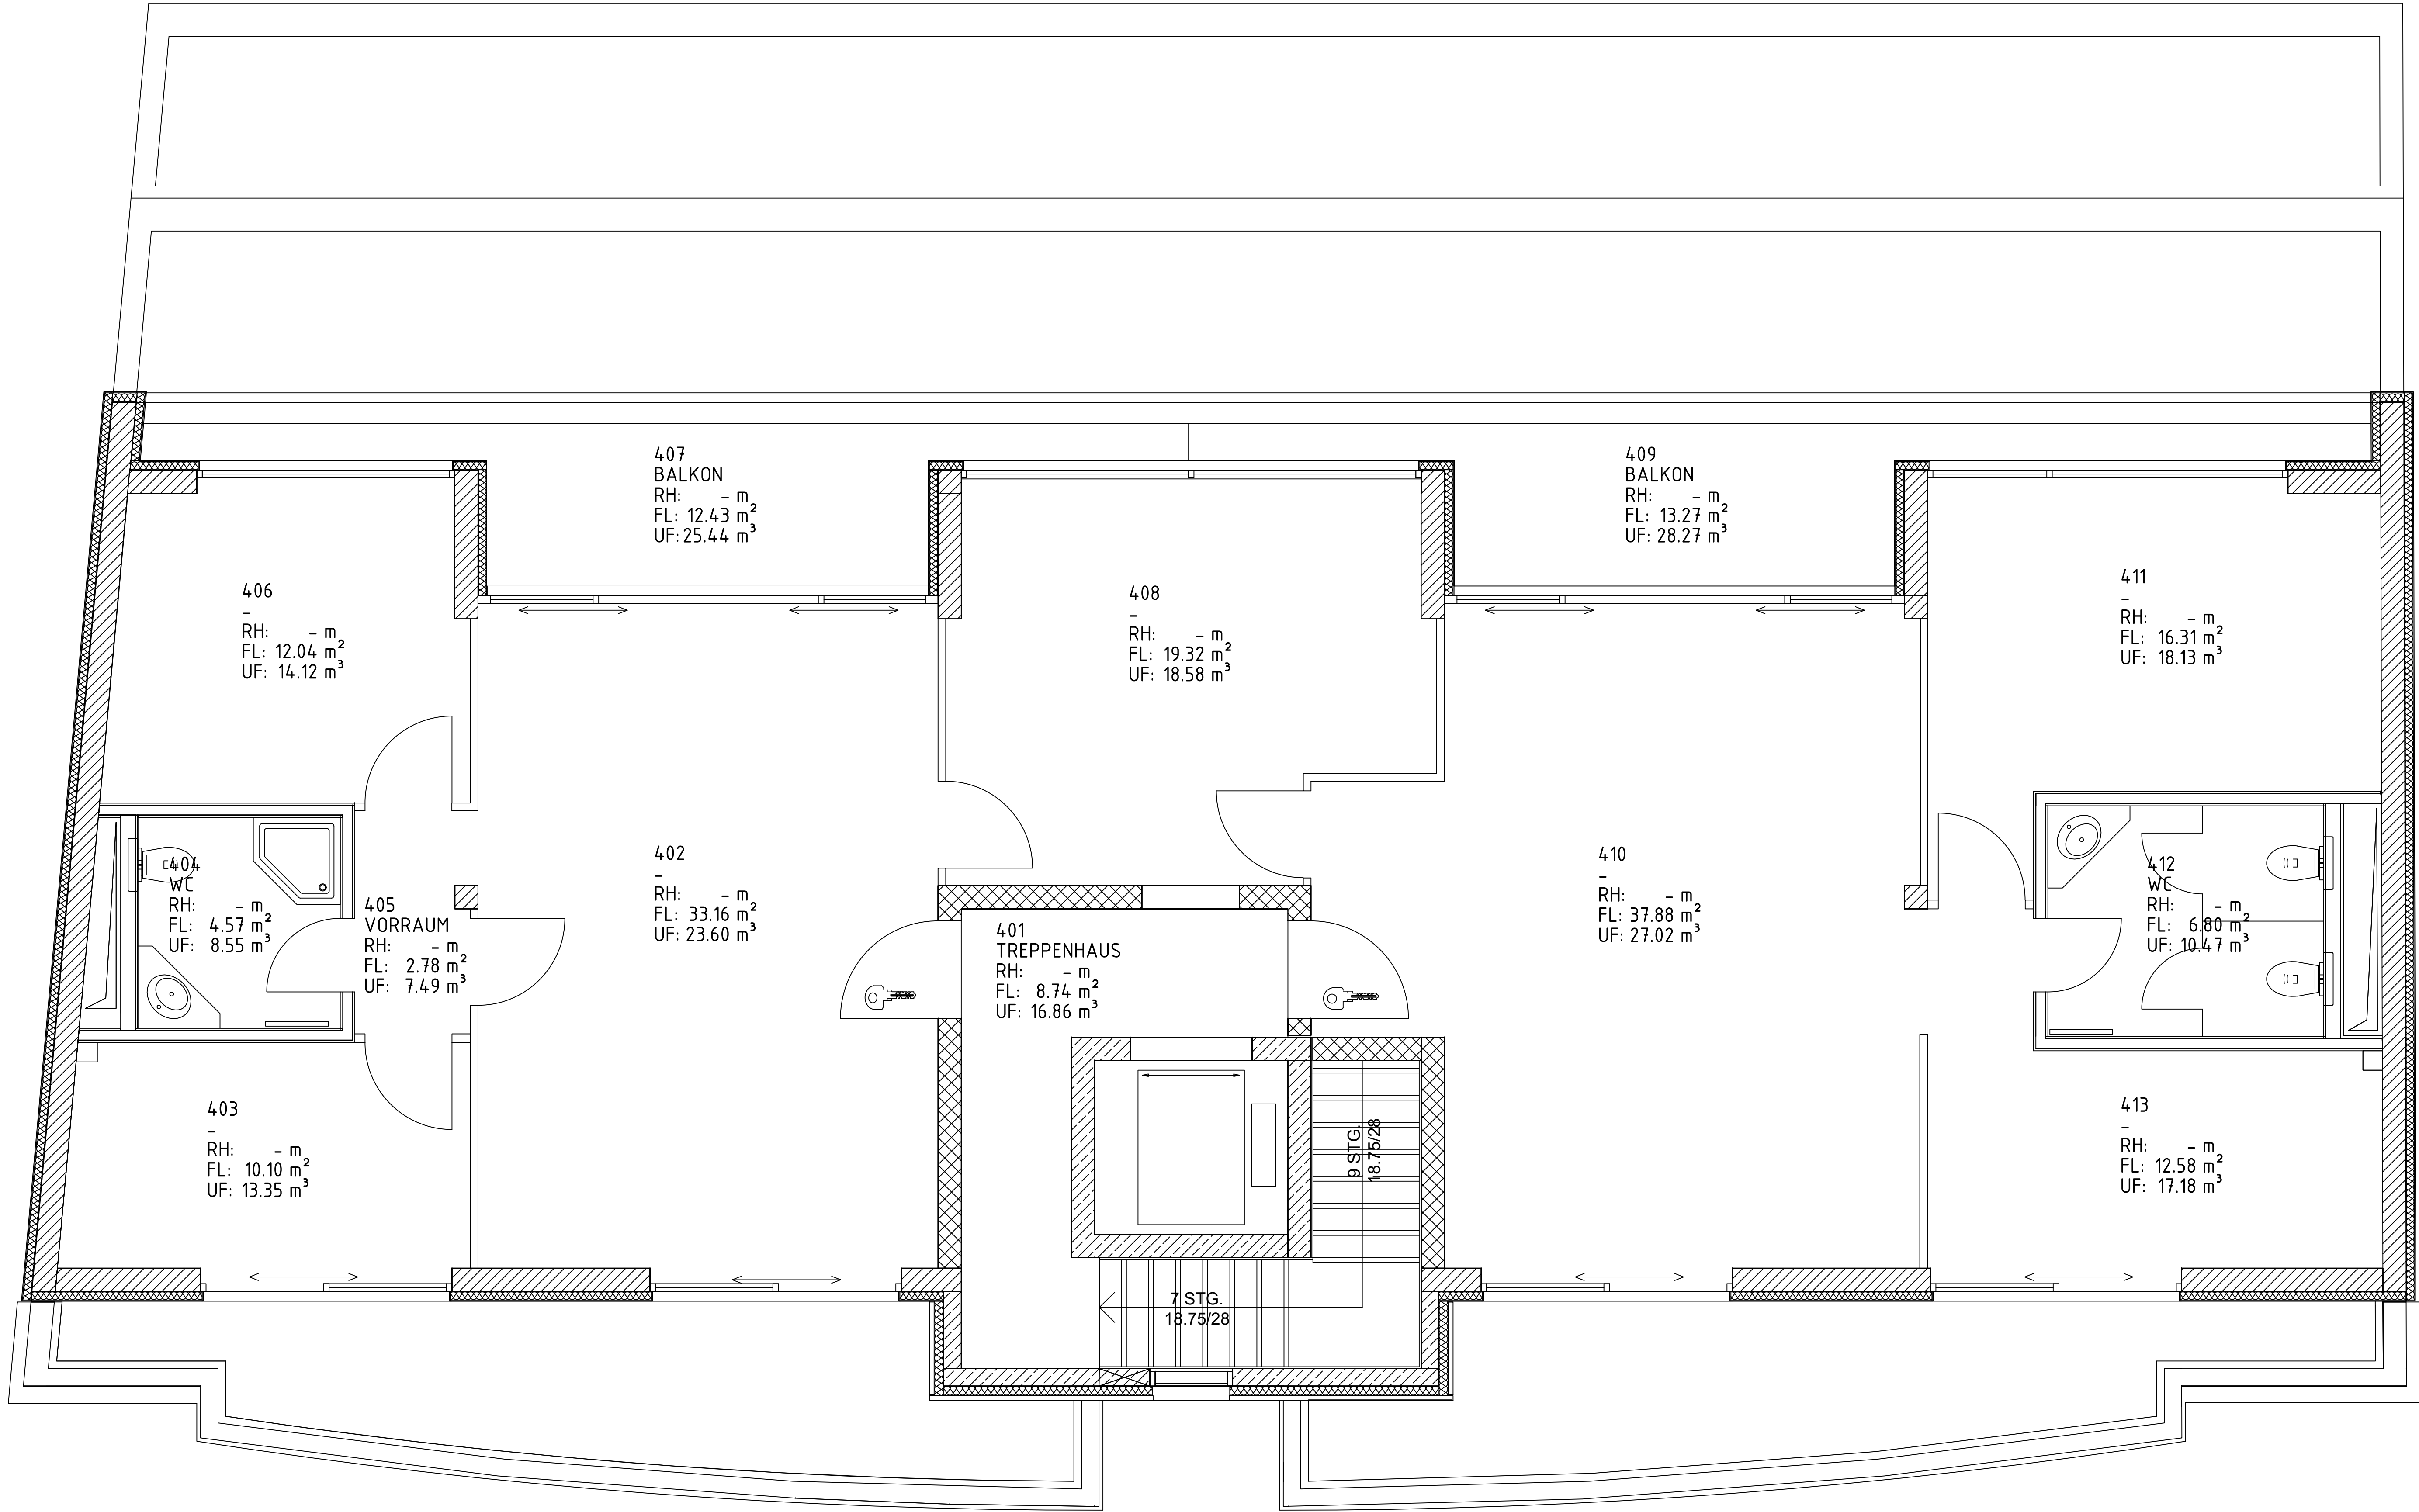 407
BALKON
RH: - m
FL: 12.43 m²
UF: 25.44 m³
409
BALKON
RH: - m
FL: 13.27 m²
UF: 28.27 m³
406
-
RH: - m
FL: 12.04 m²
UF: 14.12 m³
408
-
RH: - m
FL: 19.32 m²
UF: 18.58 m³
411
-
RH: - m
FL: 16.31 m²
UF: 18.13 m³
404
WC
RH: - m
FL: 4.57 m²
UF: 8.55 m³
405
VORRAUM
RH: - m
FL: 2.78 m²
UF: 7.49 m³
402
-
RH: - m
FL: 33.16 m²
UF: 23.60 m³
401
TREPPENHAUS
RH: - m
FL: 8.74 m²
UF: 16.86 m³
410
-
RH: - m
FL: 37.88 m²
UF: 27.02 m³
412
WC
RH: - m
FL: 6.80 m²
UF: 10.47 m³
403
-
RH: - m
FL: 10.10 m²
UF: 13.35 m³
9 STG.
18.75/28
7 STG.
18.75/28
413
-
RH: - m
FL: 12.58 m²
UF: 17.18 m³